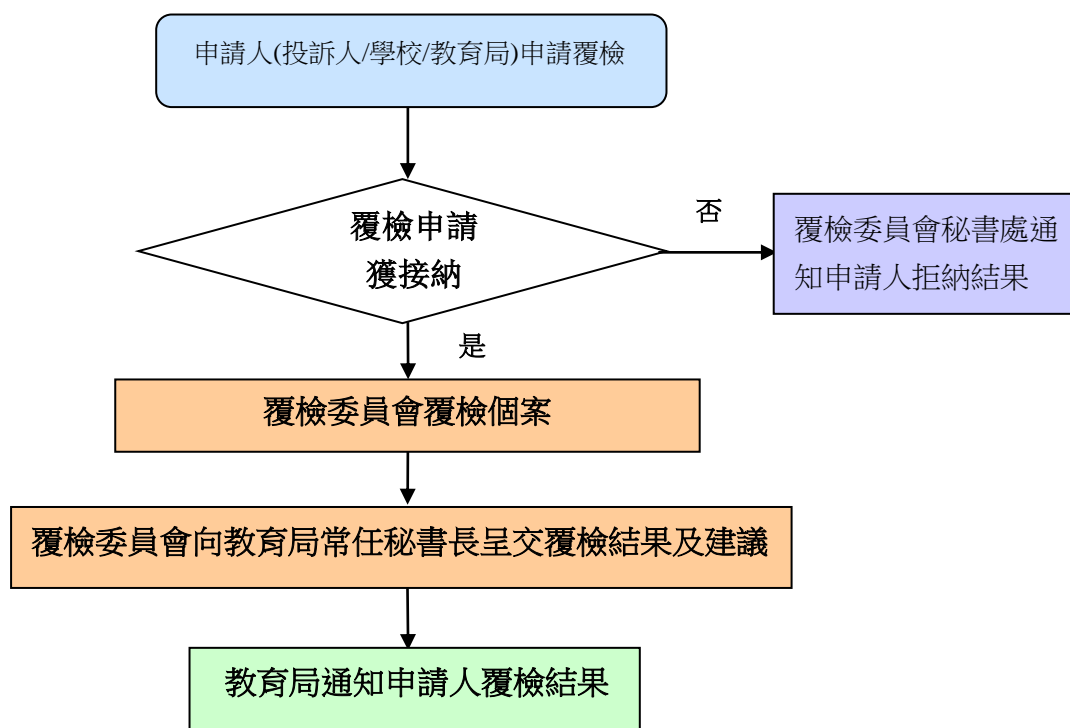 申請人(投訴人/學校/教育局)申請覆檢
覆檢申請
獲接納
否
覆檢委員會秘書處通
知申請人拒納結果
是
覆檢委員會覆檢個案
覆檢委員會向教育局常任秘書長呈交覆檢結果及建議
教育局通知申請人覆檢結果